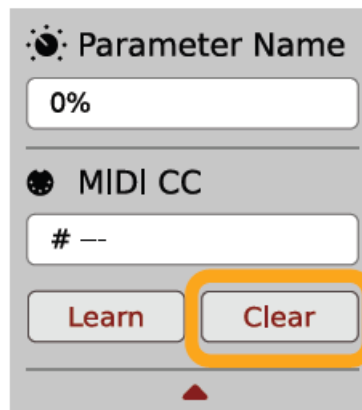 Parameter Name
0%
MIDI CC
# ---
Learn Clear